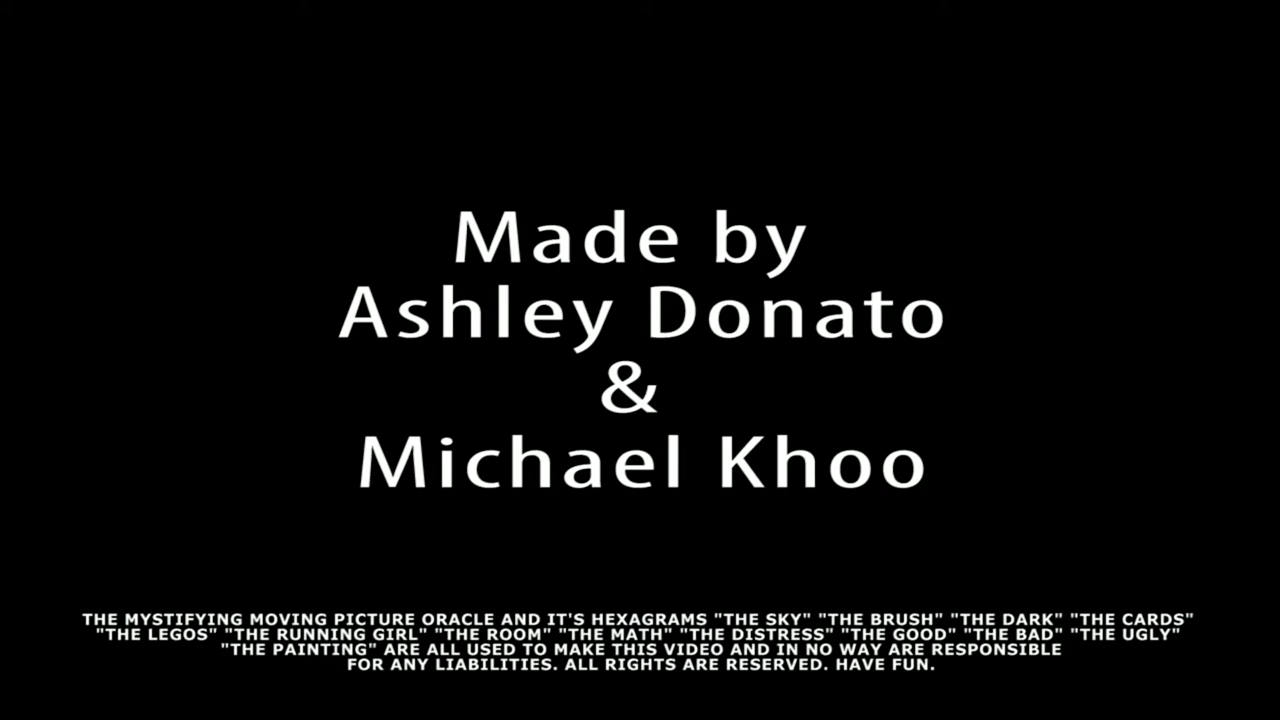 Made by
Ashley Donato
&
Michael Khoo
THE MYSTIFYING MOVING PICTURE ORACLE AND IT'S HEXAGRAMS "THE SKY" "THE BRUSH" "THE DARK" "THE CARDS"
"THE LEGOS" "THE RUNNING GIRL" "THE ROOM" "THE MATH" "THE DISTRESS" "THE GOOD" "THE BAD" "THE UGLY"
"THE PAINTING" ARE ALL USED TO MAKE THIS VIDEO AND IN NO WAY ARE RESPONSIBLE
FOR ANY LIABILITIES. ALL RIGHTS ARE RESERVED. HAVE FUN.